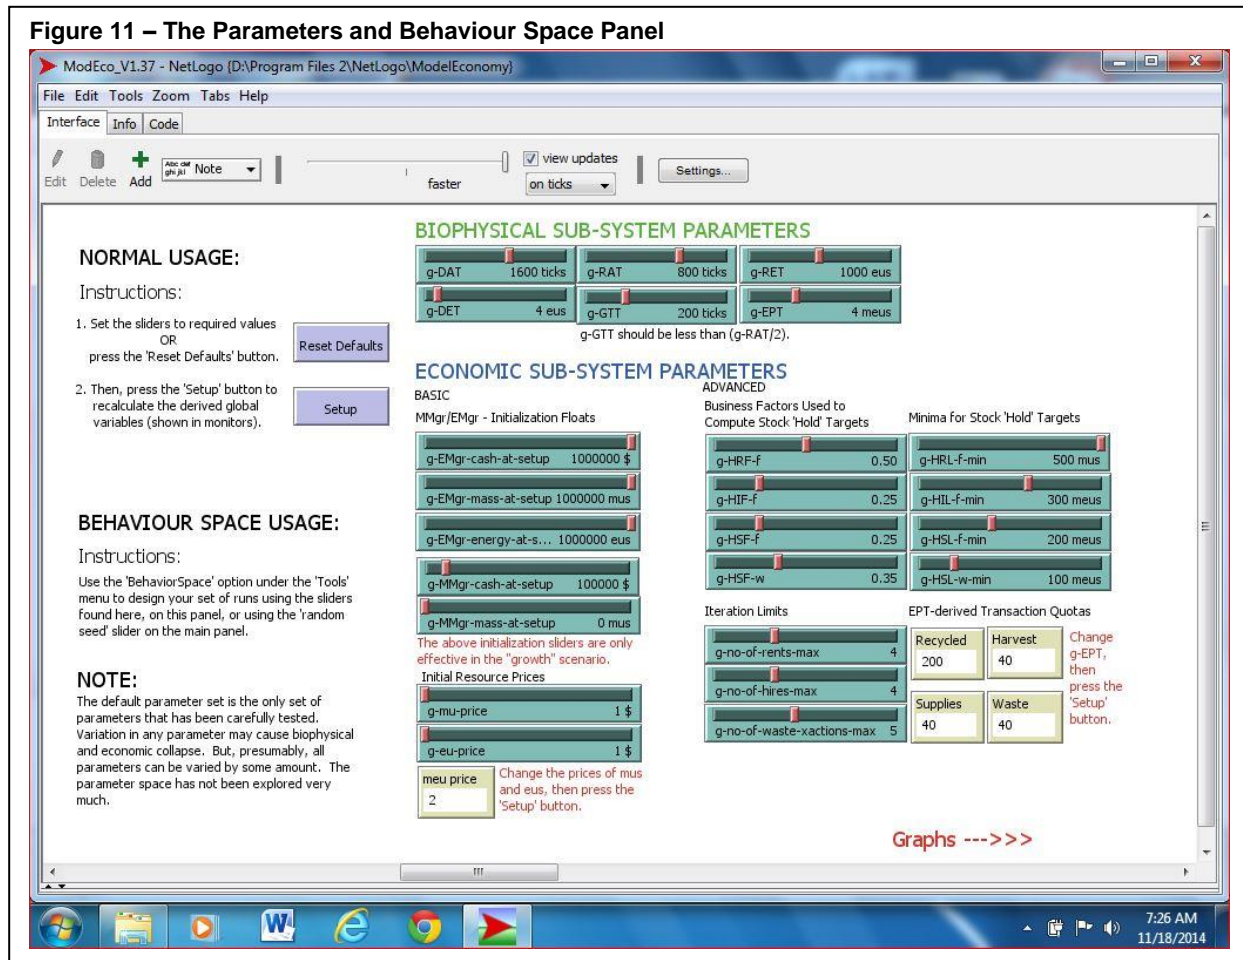 Figure 11 – The Parameters and Behaviour Space Panel
ModEco_V1.37 - NetLogo {D:\Program Files 2\NetLogo\ModelEconomy}
File Edit Tools Zoom Tabs Help
Interface Info Code
Edit Delete Add
Abc def
ghi jkl Note
faster
view updates
on ticks
Settings...
NORMAL USAGE:
Instructions:
1. Set the sliders to required values
OR
press the 'Reset Defaults' button.
Reset Defaults
2. Then, press the 'Setup' button to
recalculate the derived global
variables (shown in monitors).
Setup
BEHAVIOUR SPACE USAGE:
Instructions:
Use the 'BehaviorSpace' option under the 'Tools'
menu to design your set of runs using the sliders
found here, on this panel, or using the 'random
seed' slider on the main panel.
NOTE:
The default parameter set is the only set of
parameters that has been carefully tested.
Variation in any parameter may cause biophysical
and economic collapse. But, presumably, all
parameters can be varied by some amount. The
parameter space has not been explored very
much.
BIOPHYSICAL SUB-SYSTEM PARAMETERS
g-DAT 1600 ticks g-RAT 800 ticks g-RET 1000 eus
g-DET 4 eus g-GTT 200 ticks g-EPT 4 meus
g-GTT should be less than (g-RAT/2).
ECONOMIC SUB-SYSTEM PARAMETERS
BASIC
MMgr/EMgr - Initialization Floats
g-EMgr-cash-at-setup 1000000 $
g-EMgr-mass-at-setup 1000000 mus
g-EMgr-energy-at-s... 1000000 eus
g-MMgr-cash-at-setup 100000 $
g-MMgr-mass-at-setup 0 mus
The above initialization sliders are only
effective in the "growth" scenario.
Initial Resource Prices
g-mu-price 1 $
g-eu-price 1 $
meu price
2
Change the prices of mus
and eus, then press the
'Setup' button.
ADVANCED
Business Factors Used to
Compute Stock 'Hold' Targets
g-HRF-f 0.50
g-HIF-f 0.25
g-HSF-f 0.25
g-HSF-w 0.35
Minima for Stock 'Hold' Targets
g-HRL-f-min 500 mus
g-HIL-f-min 300 meus
g-HSL-f-min 200 meus
g-HSL-w-min 100 meus
Iteration Limits
g-no-of-rents-max 4
g-no-of-hires-max 4
g-no-of-waste-xactions-max 5
EPT-derived Transaction Quotas
Recycled
200
Harvest
40
Supplies
40
Waste
40
Change
g-EPT,
then
press the
'Setup'
button.
Graphs --->>>
7:26 AM
11/18/2014